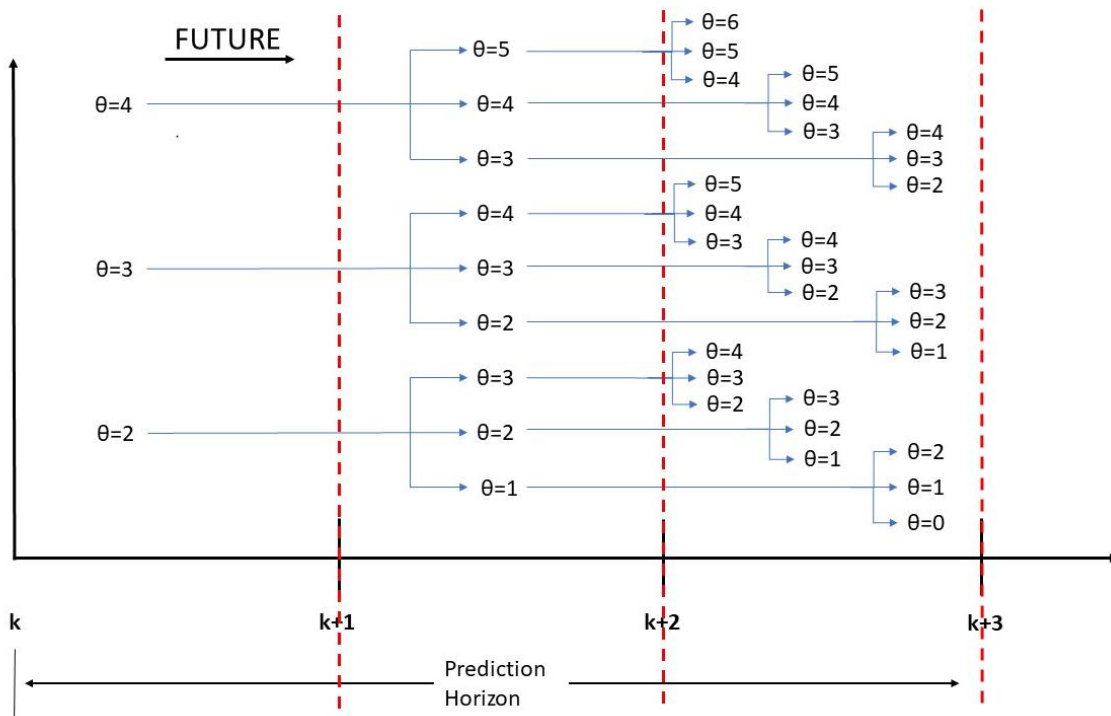 FUTURE
θ=4
θ=3
θ=2
θ=5
θ=4
θ=3
θ=4
θ=3
θ=2
θ=3
θ=2
θ=1
θ=6
θ=5
θ=4
θ=5
θ=4
θ=3
θ=4
θ=3
θ=2
θ=5
θ=4
θ=3
θ=4
θ=3
θ=2
θ=3
θ=2
θ=1
θ=4
θ=3
θ=2
θ=3
θ=2
θ=1
θ=2
θ=1
θ=0
k
k+1
k+2
k+3
Prediction
Horizon